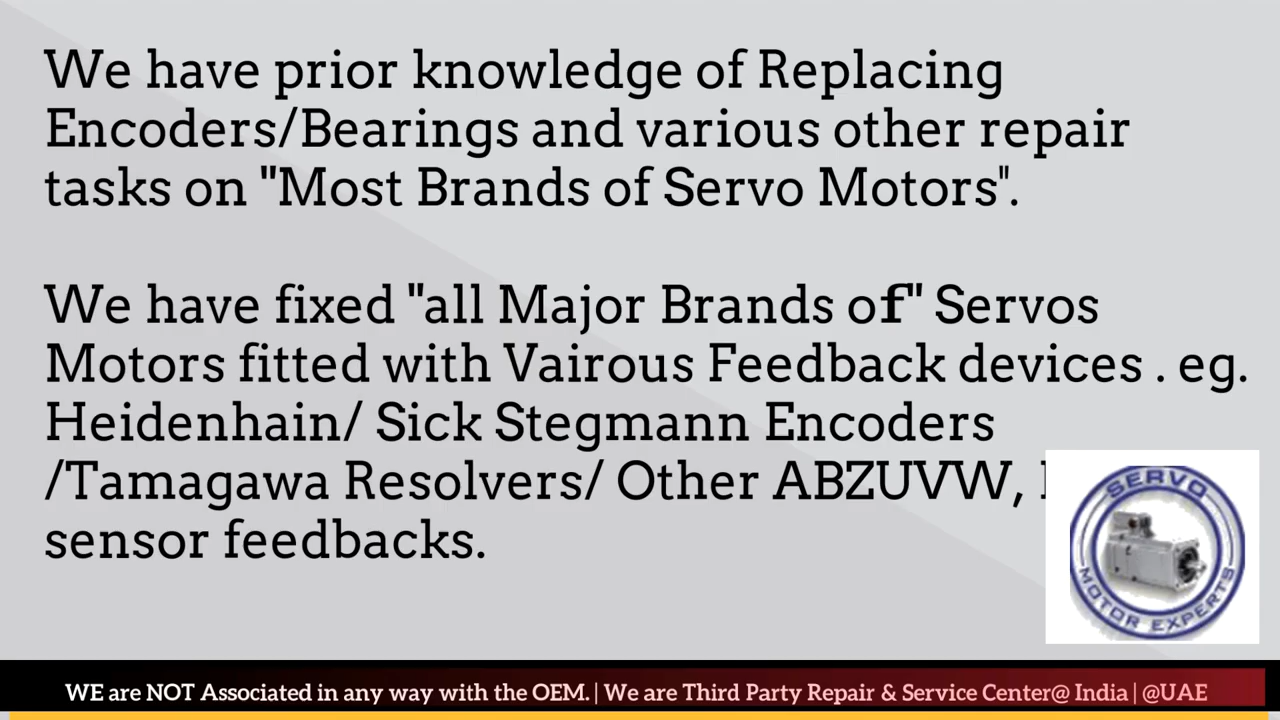 We have prior knowledge of Replacing
Encoders/Bearings and various other repair
tasks on "Most Brands of Servo Motors".
We have fixed "all Major Brands of" Servos
Motors fitted with Vairous Feedback devices . eg.
Heidenhain/ Sick Stegmann Encoders
/Tamagawa Resolvers/ Other ABZUVW,
sensor feedbacks.
SERVO
MOTOR EXPERTS
WE are NOT Associated in any way with the OEM. | We are Third Party Repair & Service Center@ India | @UAE